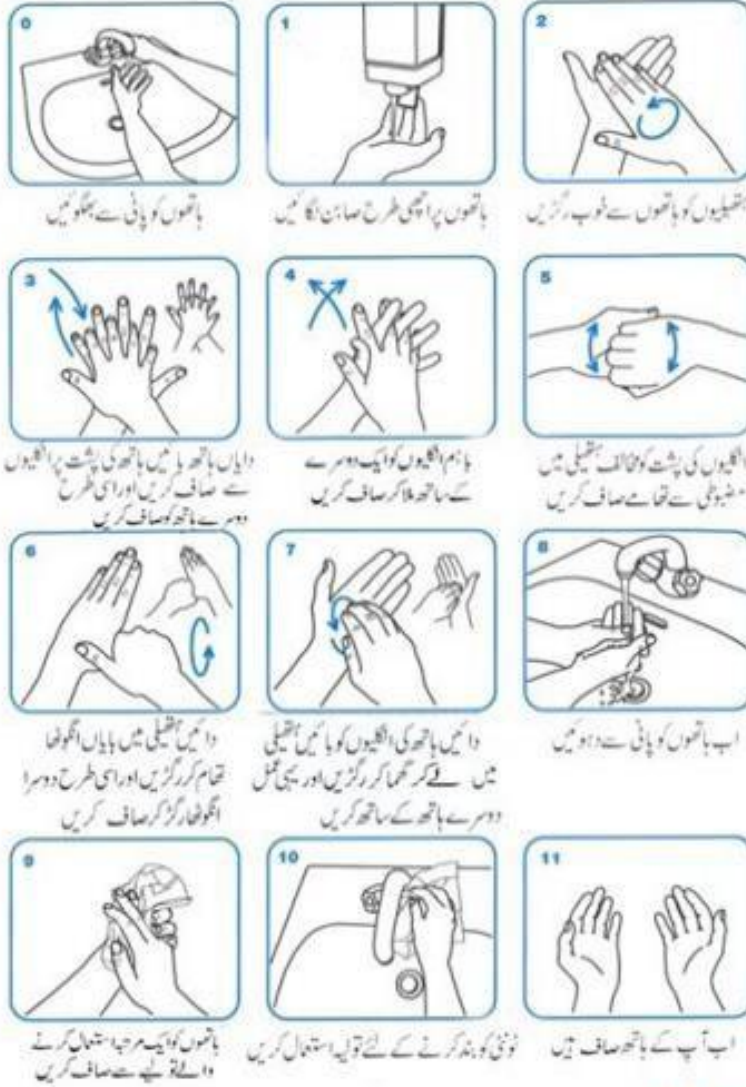 0
ہاتھوں کو پانی سے بھگوئیں
1
ہاتھوں پر اچھی طرح صابن لگائیں
2
ہتھیلیوں کو ہاتھوں سے خوب رگڑیں
3
دایاں ہاتھ بائیں ہاتھ کی پشت پر انگلیوں
سے صاف کریں اور اسی طرح
دوسرے ہاتھ کو صاف کریں
4
باہم انگلیوں کو ایک دوسرے
کے ساتھ ملا کر صاف کریں
5
انگلیوں کی پشت کو مخالف ہتھیلی میں
مضبوطی سے تھامے صاف کریں
6
دائیں ہتھیلی میں بایاں انگوٹھا
تھام کر رگڑیں اور اسی طرح دوسرا
انگوٹھا رگڑ کر صاف کریں
7
دائیں ہاتھ کی انگلیوں کو بائیں ہتھیلی
میں لے کر گھما کر رگڑیں اور یہی عمل
دوسرے ہاتھ کے ساتھ کریں
8
اب ہاتھوں کو پانی سے دہوئیں
9
ہاتھوں کو ایک مرتبہ استعمال کرنے
والے تولیے سے صاف کریں
10
ٹونٹی کو بند کرنے کے لئے تولیہ استعمال کریں
11
اب آپ کے ہاتھ صاف ہیں